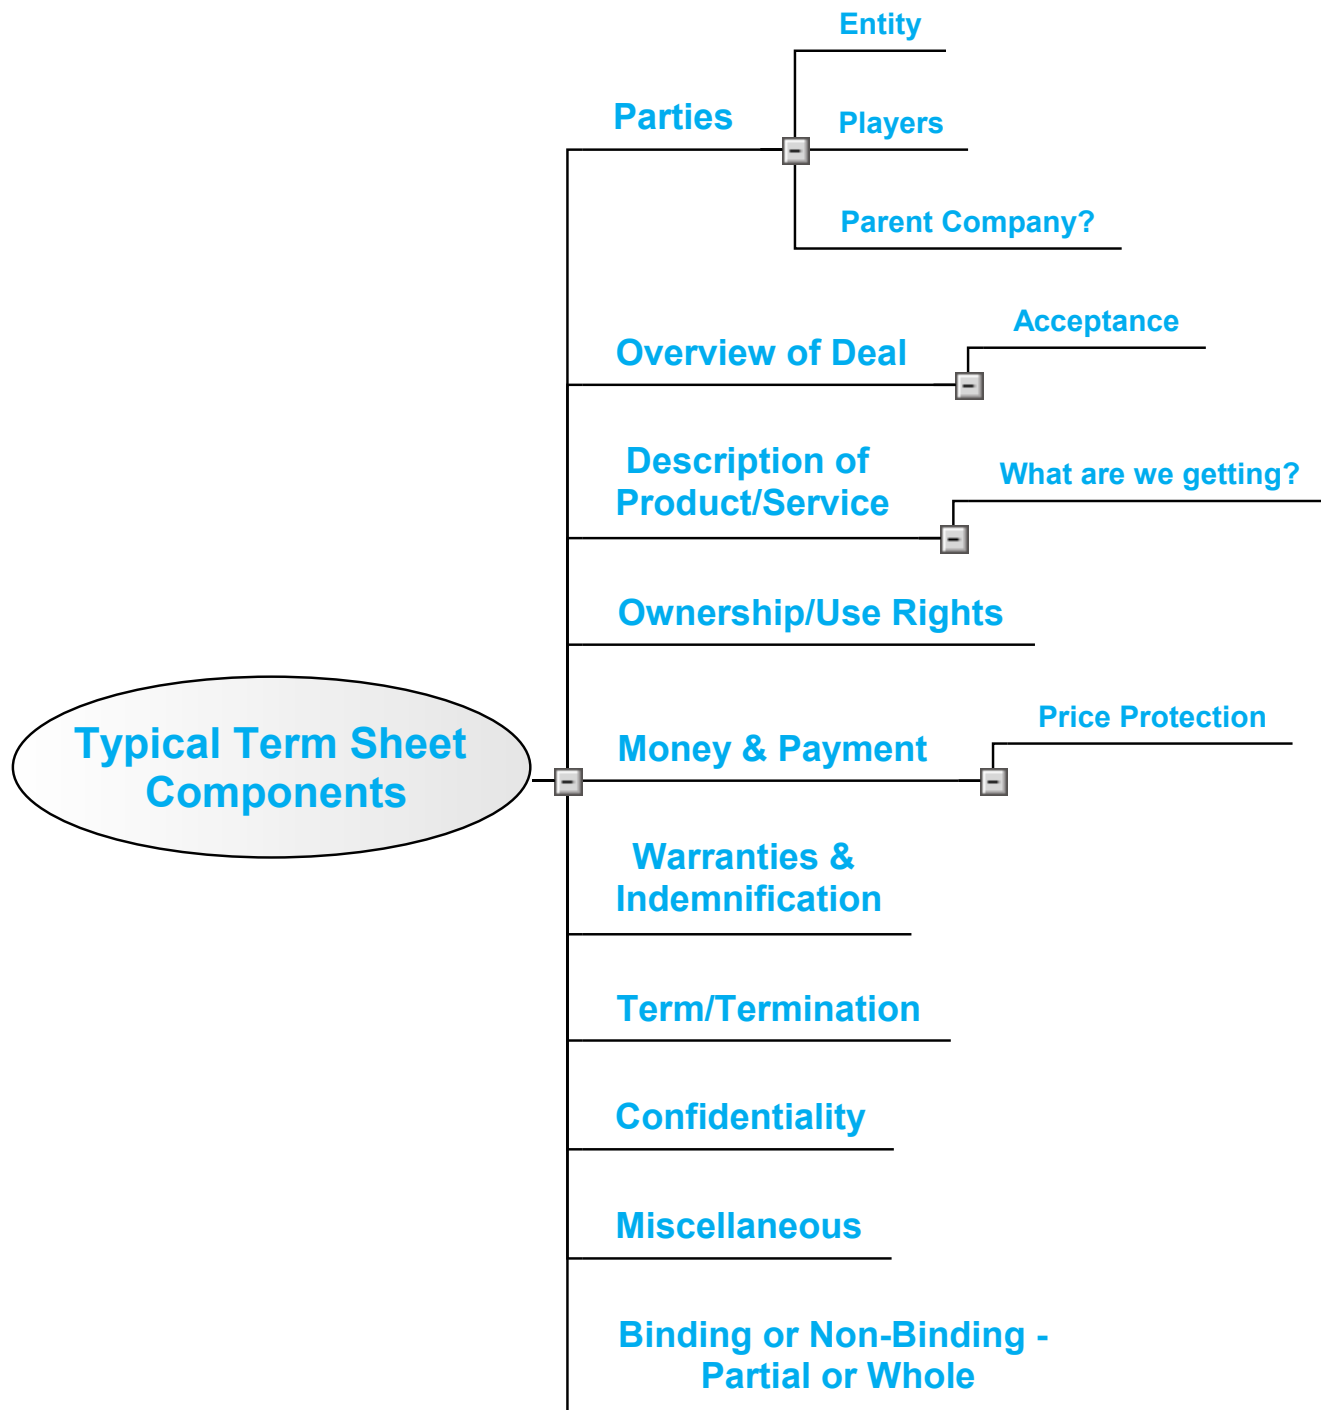 Typical Term Sheet
Components
Parties
Entity
Players
Parent Company?
Overview of Deal
Acceptance
Description of
Product/Service
What are we getting?
Ownership/Use Rights
Money & Payment
Price Protection
Warranties &
Indemnification
Term/Termination
Confidentiality
Miscellaneous
Binding or Non-Binding -
Partial or Whole